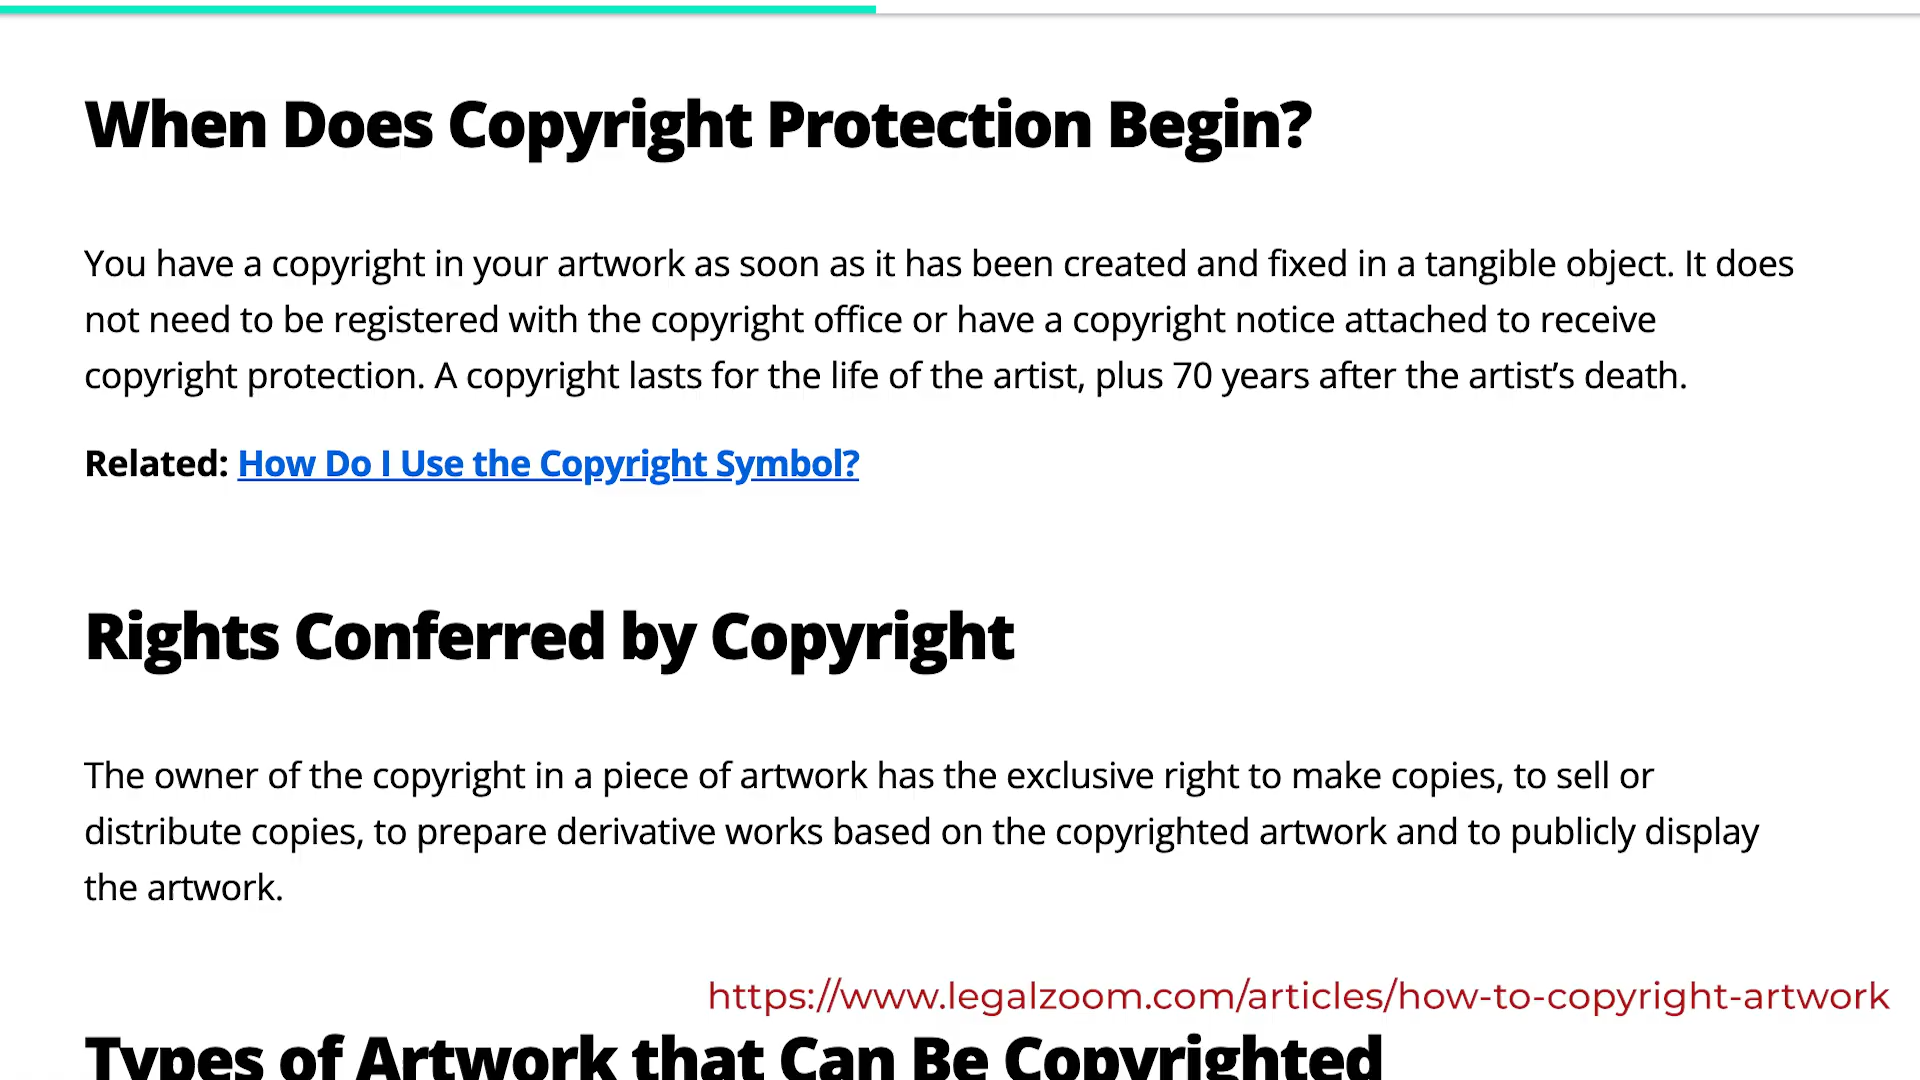 When Does Copyright Protection Begin?
You have a copyright in your artwork as soon as it has been created and fixed in a tangible object. It does
not need to be registered with the copyright office or have a copyright notice attached to receive
copyright protection. A copyright lasts for the life of the artist, plus 70 years after the artist’s death.
Related: How Do I Use the Copyright Symbol?
Rights Conferred by Copyright
The owner of the copyright in a piece of artwork has the exclusive right to make copies, to sell or
distribute copies, to prepare derivative works based on the copyrighted artwork and to publicly display
the artwork.
https://www.legalzoom.com/articles/how-to-copyright-artwork
Types of Artwork that Can Be Copyrighted